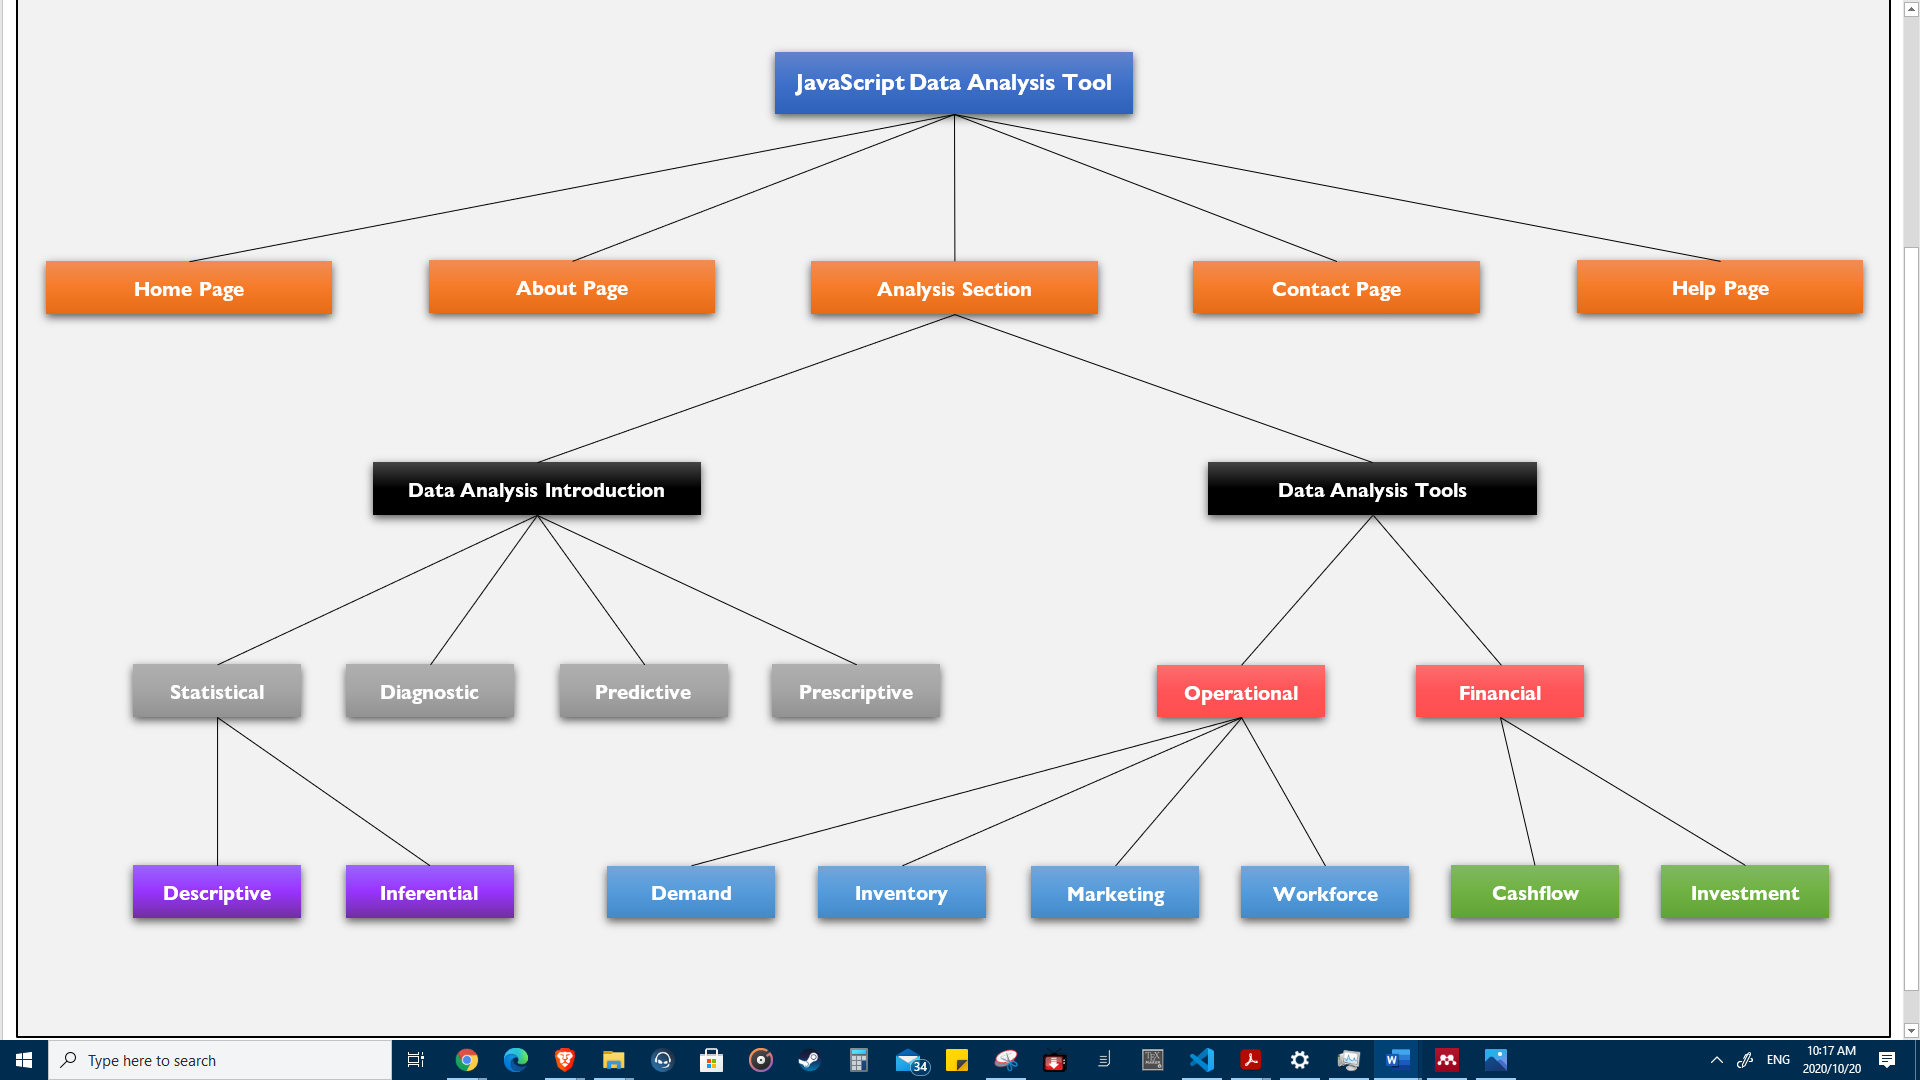 JavaScript Data Analysis Tool
Home Page
About Page
Analysis Section
Contact Page
Help Page
Data Analysis Introduction
Data Analysis Tools
Statistical
Diagnostic
Predictive
Prescriptive
Operational
Financial
Descriptive
Inferential
Demand
Inventory
Marketing
Workforce
Cashflow
Investment
Type here to search
34
ENG
10:17 AM
2020/10/20